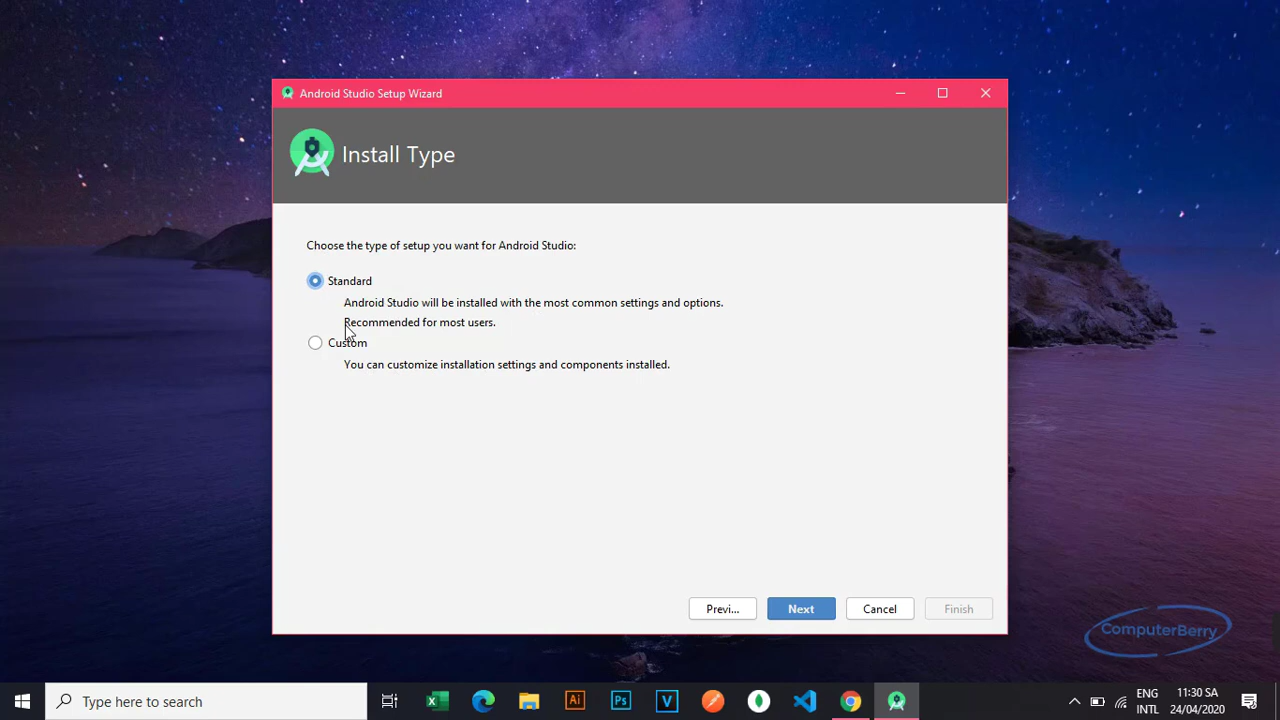 Android Studio Setup Wizard
Install Type
Choose the type of setup you want for Android Studio:
Standard
Android Studio will be installed with the most common settings and options.
Recommended for most users.
Custom
You can customize installation settings and components installed.
Previ...
Next
Cancel
Finish
ComputerBerry
Type here to search
X
Ai
Ps
V
ENG
INTL
11:30 SA
24/04/2020